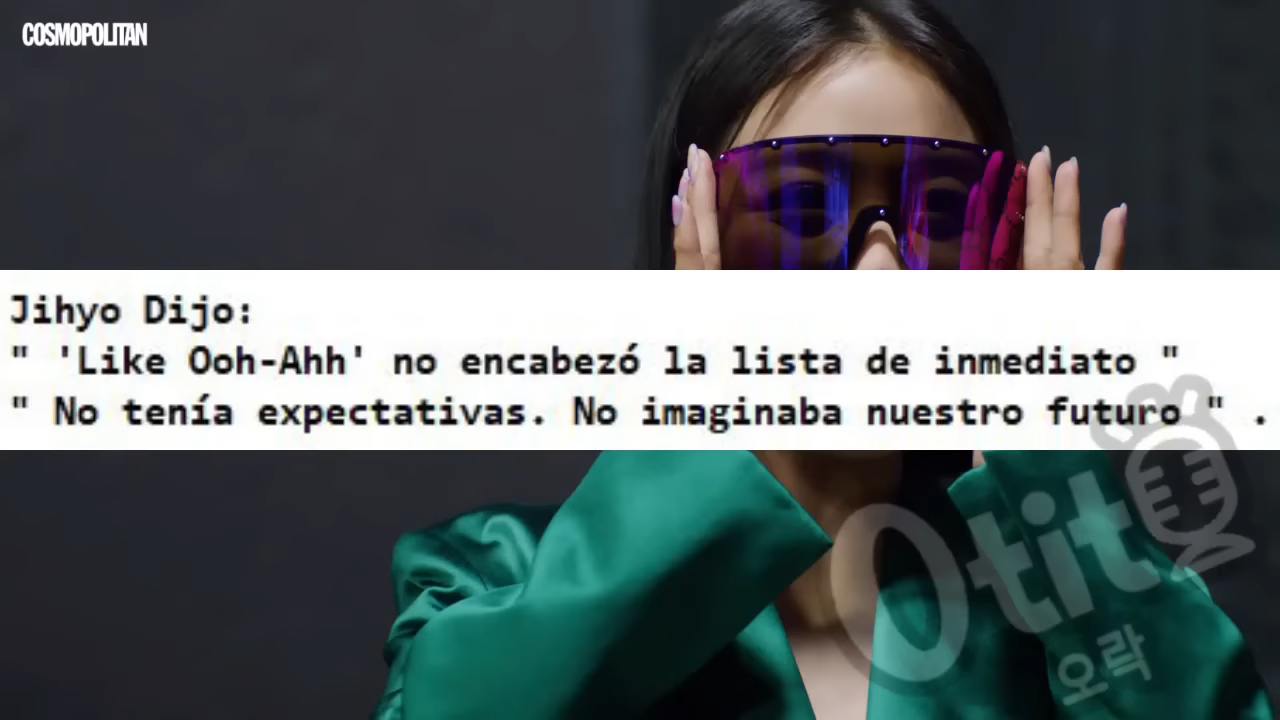 COSMOPOLITAN
Jihyo Dijo:
" 'Like Ooh-Ahh' no encabezó la lista de inmediato "
" No tenía expectativas. No imaginaba nuestro futuro " .
Otit
오락